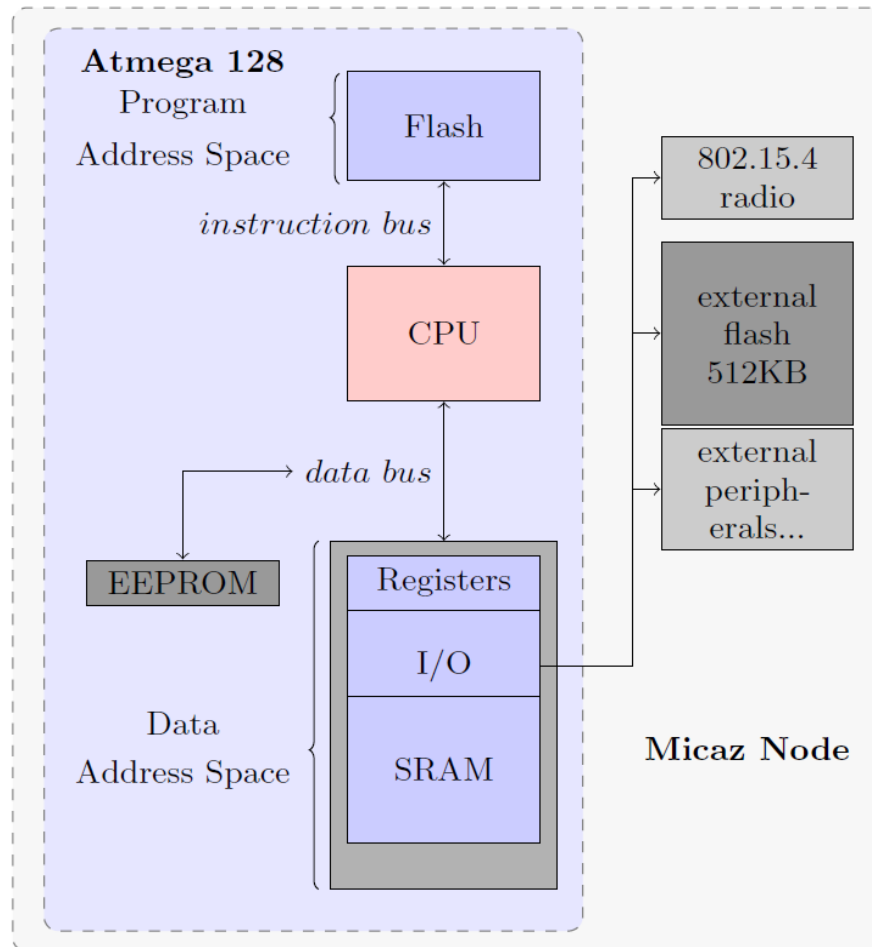 Atmega 128
Program
Address Space
Flash
instruction bus
CPU
data bus
EEPROM
Registers
I/O
SRAM
Data
Address Space
802.15.4
radio
external
flash
512KB
external
periph-
erals...
Micaz Node